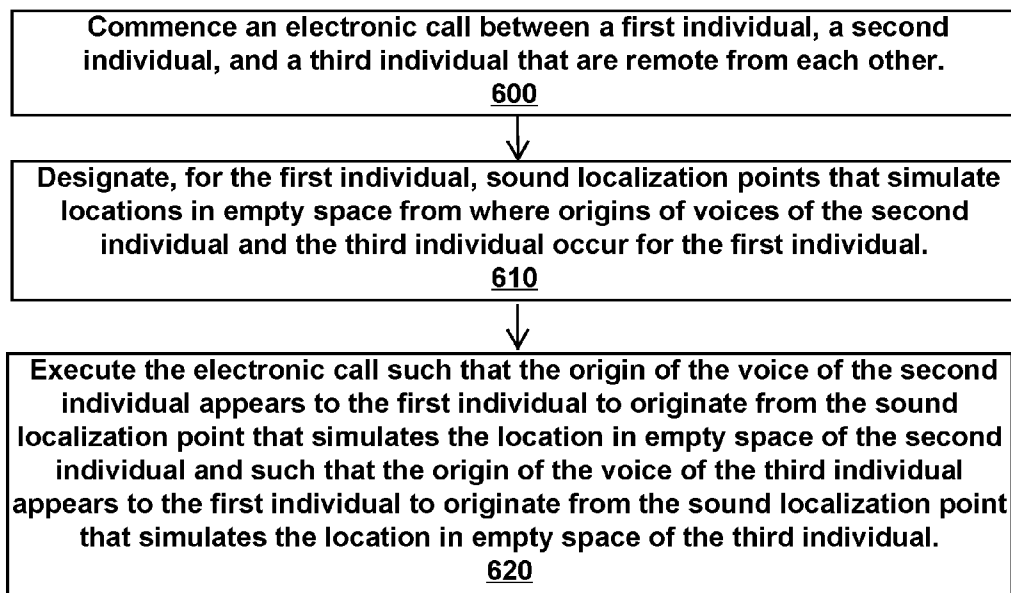 Commence an electronic call between a first individual, a second
individual, and a third individual that are remote from each other.
600
Designate, for the first individual, sound localization points that simulate
locations in empty space from where origins of voices of the second
individual and the third individual occur for the first individual.
610
Execute the electronic call such that the origin of the voice of the second
individual appears to the first individual to originate from the sound
localization point that simulates the location in empty space of the second
individual and such that the origin of the voice of the third individual
appears to the first individual to originate from the sound localization point
that simulates the location in empty space of the third individual.
620